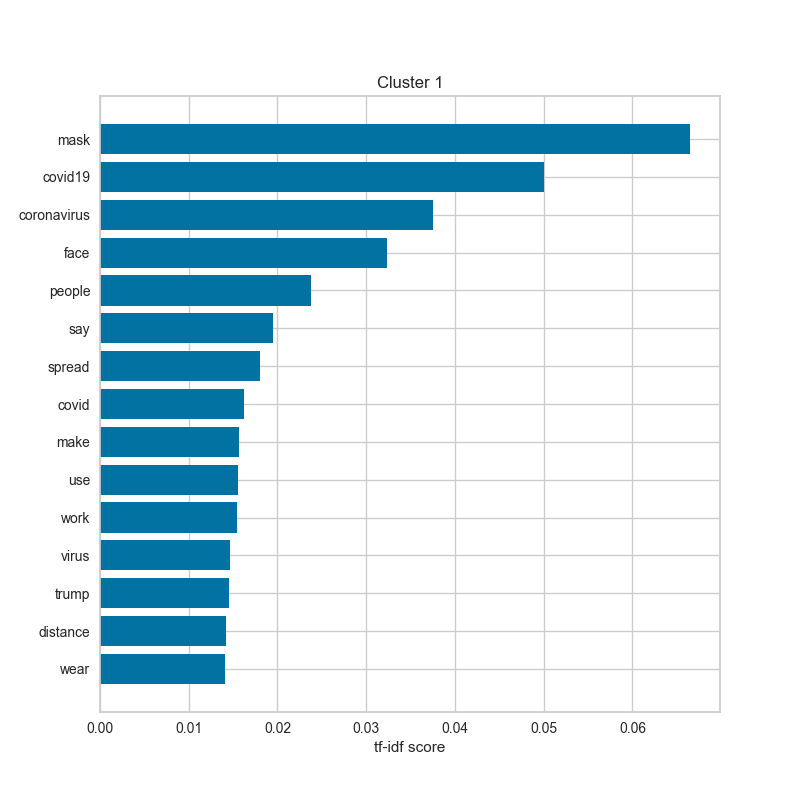 Cluster 1
mask
covid19
coronavirus
face
people
say
spread
covid
make
use
work
virus
trump
distance
wear
0.00 0.01 0.02 0.03 0.04 0.05 0.06
tf-idf score